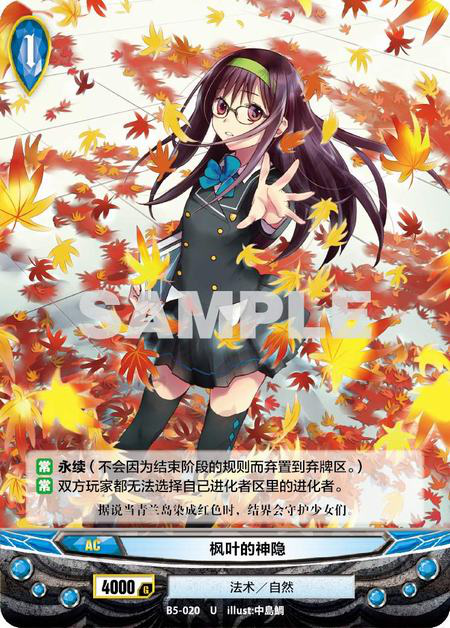 1
SAMPLE
常 永续（不会因为结束阶段的规则而弃置到弃牌区。）
常 双方玩家都无法选择自己进化者区里的进化者。
据说当青兰岛染成红色时，结界会守护少女们。
AC 枫叶的神隐
4000 G 法术／自然
B5-020 U illust:中島鯛